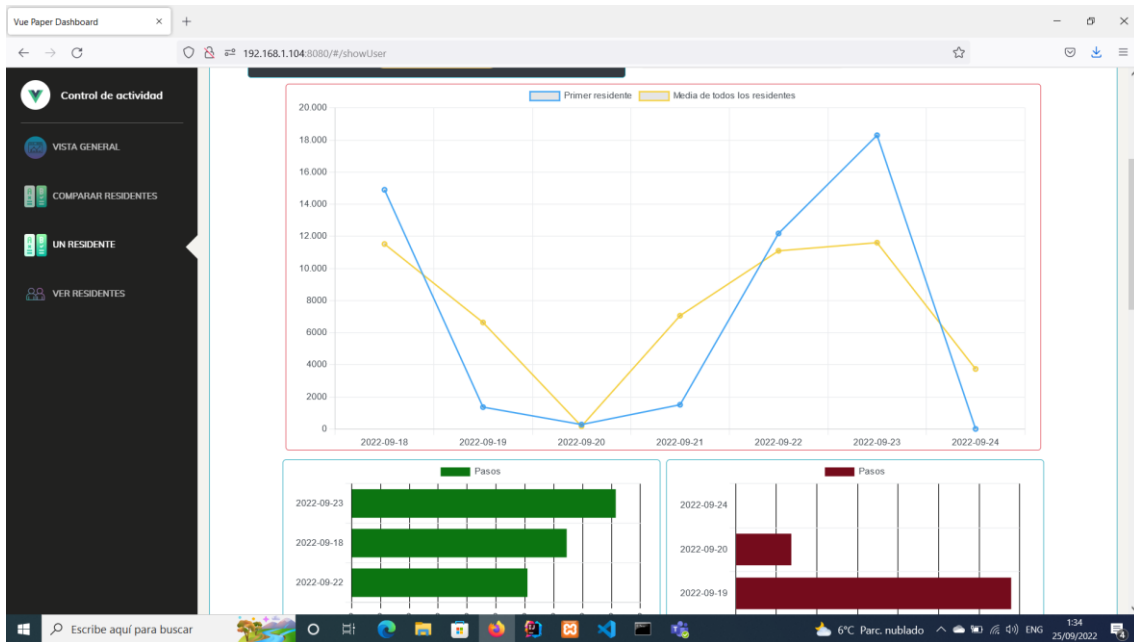 Vue Paper Dashboard
192.168.1.104:8080/#/showUser
Control de actividad
VISTA GENERAL
COMPARAR RESIDENTES
UN RESIDENTE
VER RESIDENTES
Primer residente Media de todos los residentes
20.000
18.000
16.000
14.000
12.000
10.000
8000
6000
4000
2000
0
2022-09-18 2022-09-19 2022-09-20 2022-09-21 2022-09-22 2022-09-23 2022-09-24
Pasos
2022-09-23
2022-09-18
2022-09-22
Pasos
2022-09-24
2022-09-20
2022-09-19
Escribe aquí para buscar
6°C Parc. nublado
ENG
1:34
25/09/2022